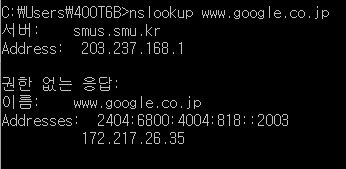 C:₩Users₩400T6B>nslookup www.google.co.jp
서버:    smus.smu.kr
Address:  203.237.168.1

권한 없는 응답:
이름:    www.google.co.jp
Addresses:  2404:6800:4004:818::2003
          172.217.26.35